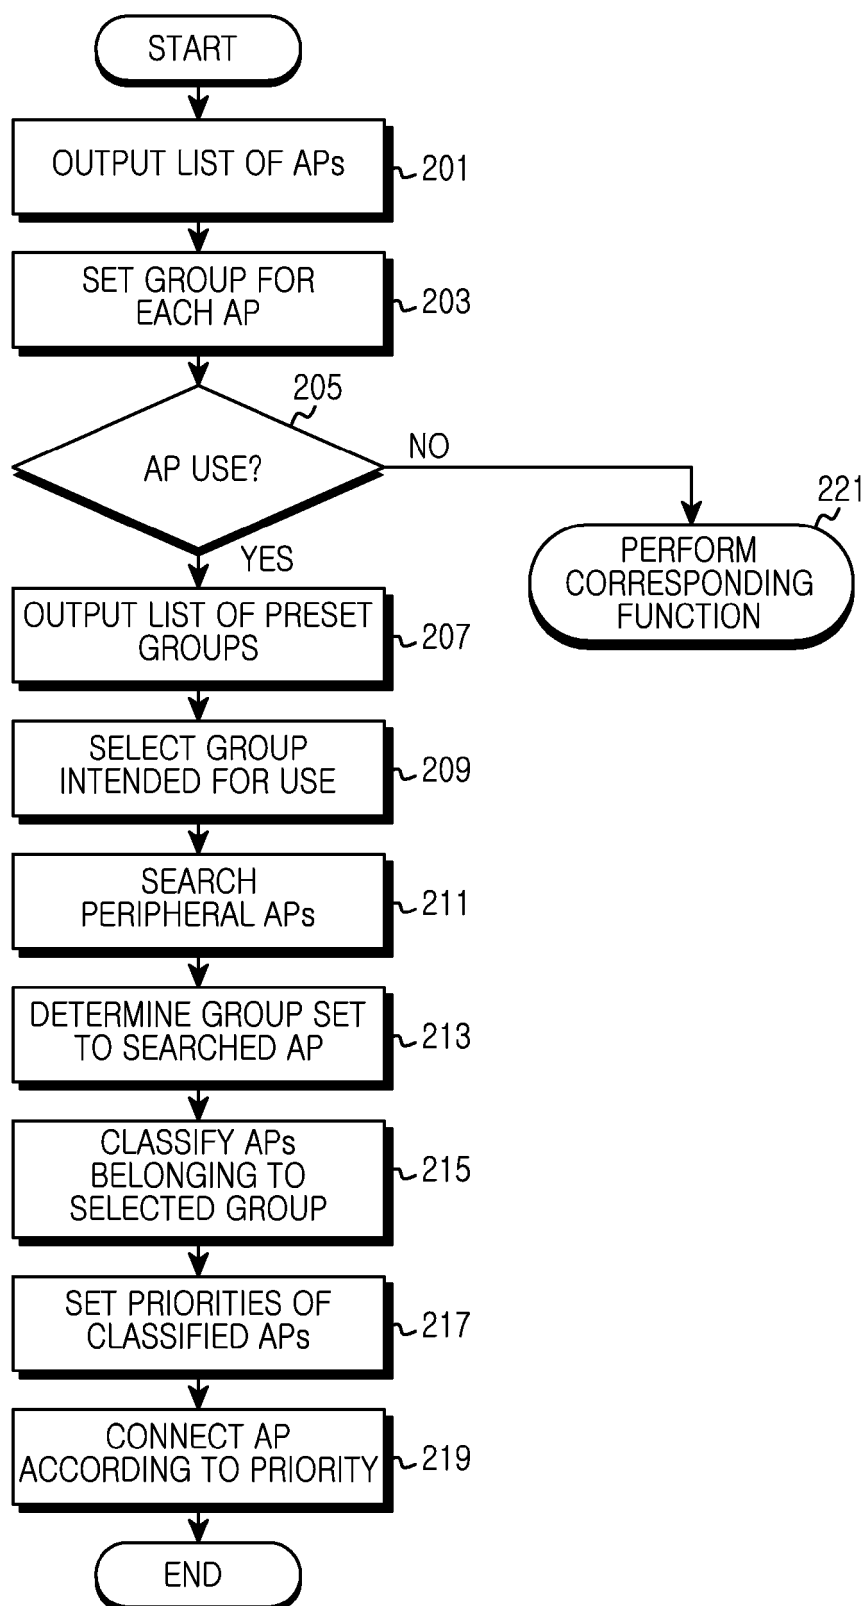 START
OUTPUT LIST OF APs
201
SET GROUP FOR
EACH AP
203
205
AP USE?
NO
YES
221
PERFORM
CORRESPONDING
FUNCTION
OUTPUT LIST OF PRESET
GROUPS
207
SELECT GROUP
INTENDED FOR USE
209
SEARCH
PERIPHERAL APs
211
DETERMINE GROUP SET
TO SEARCHED AP
213
CLASSIFY APs
BELONGING TO
SELECTED GROUP
215
SET PRIORITIES OF
CLASSIFIED APs
217
CONNECT AP
ACCORDING TO PRIORITY
219
END